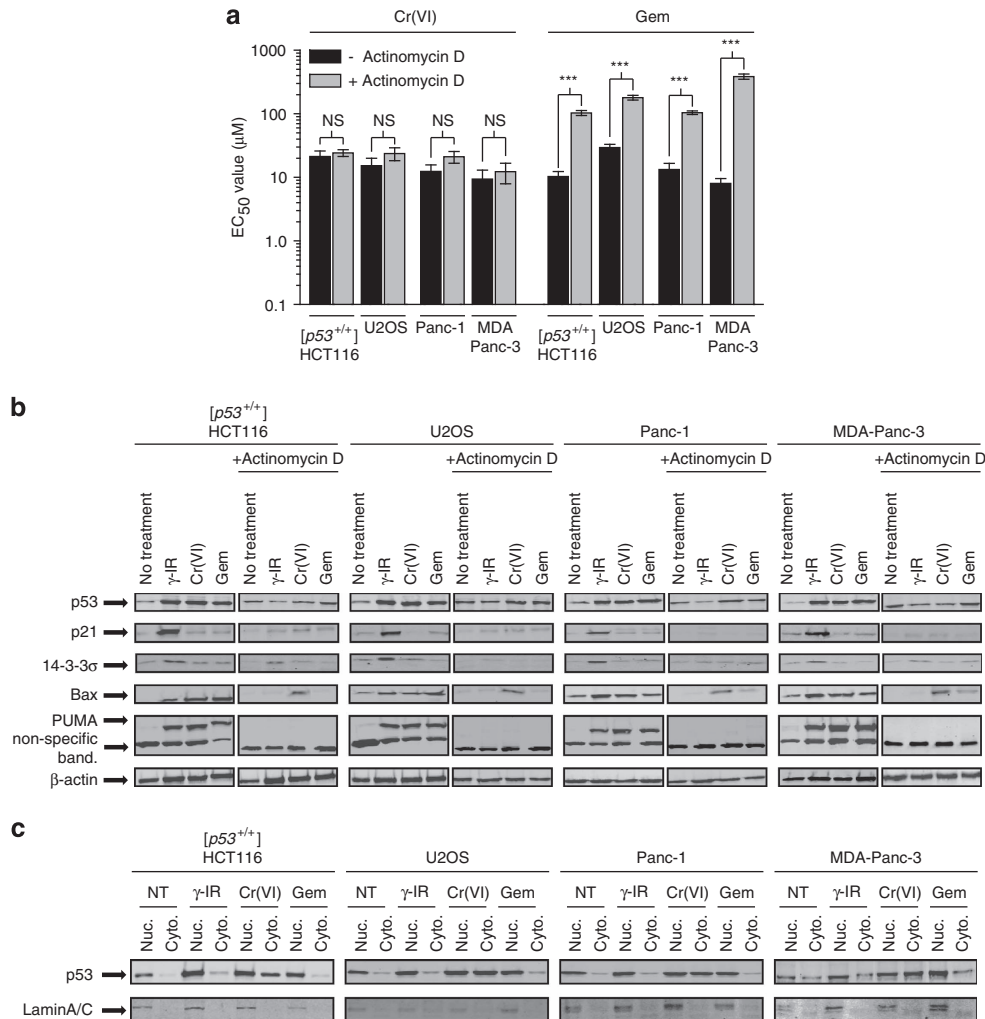 a
Cr(VI) Gem
- Actinomycin D
+ Actinomycin D
EC50 value (μM)
1000
100
10
1.0
0.1
NS NS NS NS *** *** *** ***
[p53+/+] HCT116 U2OS Panc-1 MDA Panc-3 [p53+/+] HCT116 U2OS Panc-1 MDA Panc-3
b
[p53+/+]
HCT116 U2OS Panc-1 MDA-Panc-3
+Actinomycin D +Actinomycin D +Actinomycin D +Actinomycin D
No treatment γ-IR Cr(VI) Gem No treatment γ-IR Cr(VI) Gem No treatment γ-IR Cr(VI) Gem No treatment γ-IR Cr(VI) Gem No treatment γ-IR Cr(VI) Gem No treatment γ-IR Cr(VI) Gem No treatment γ-IR Cr(VI) Gem No treatment γ-IR Cr(VI) Gem
p53
p21
14-3-3σ
Bax
PUMA
non-specific
band.
β-actin
c
[p53+/+]
HCT116 U2OS Panc-1 MDA-Panc-3
NT γ-IR Cr(VI) Gem NT γ-IR Cr(VI) Gem NT γ-IR Cr(VI) Gem NT γ-IR Cr(VI) Gem
Nuc. Cyto. Nuc. Cyto. Nuc. Cyto. Nuc. Cyto. Nuc. Cyto. Nuc. Cyto. Nuc. Cyto. Nuc. Cyto. Nuc. Cyto. Nuc. Cyto. Nuc. Cyto. Nuc. Cyto. Nuc. Cyto. Nuc. Cyto. Nuc. Cyto. Nuc. Cyto.
p53
LaminA/C